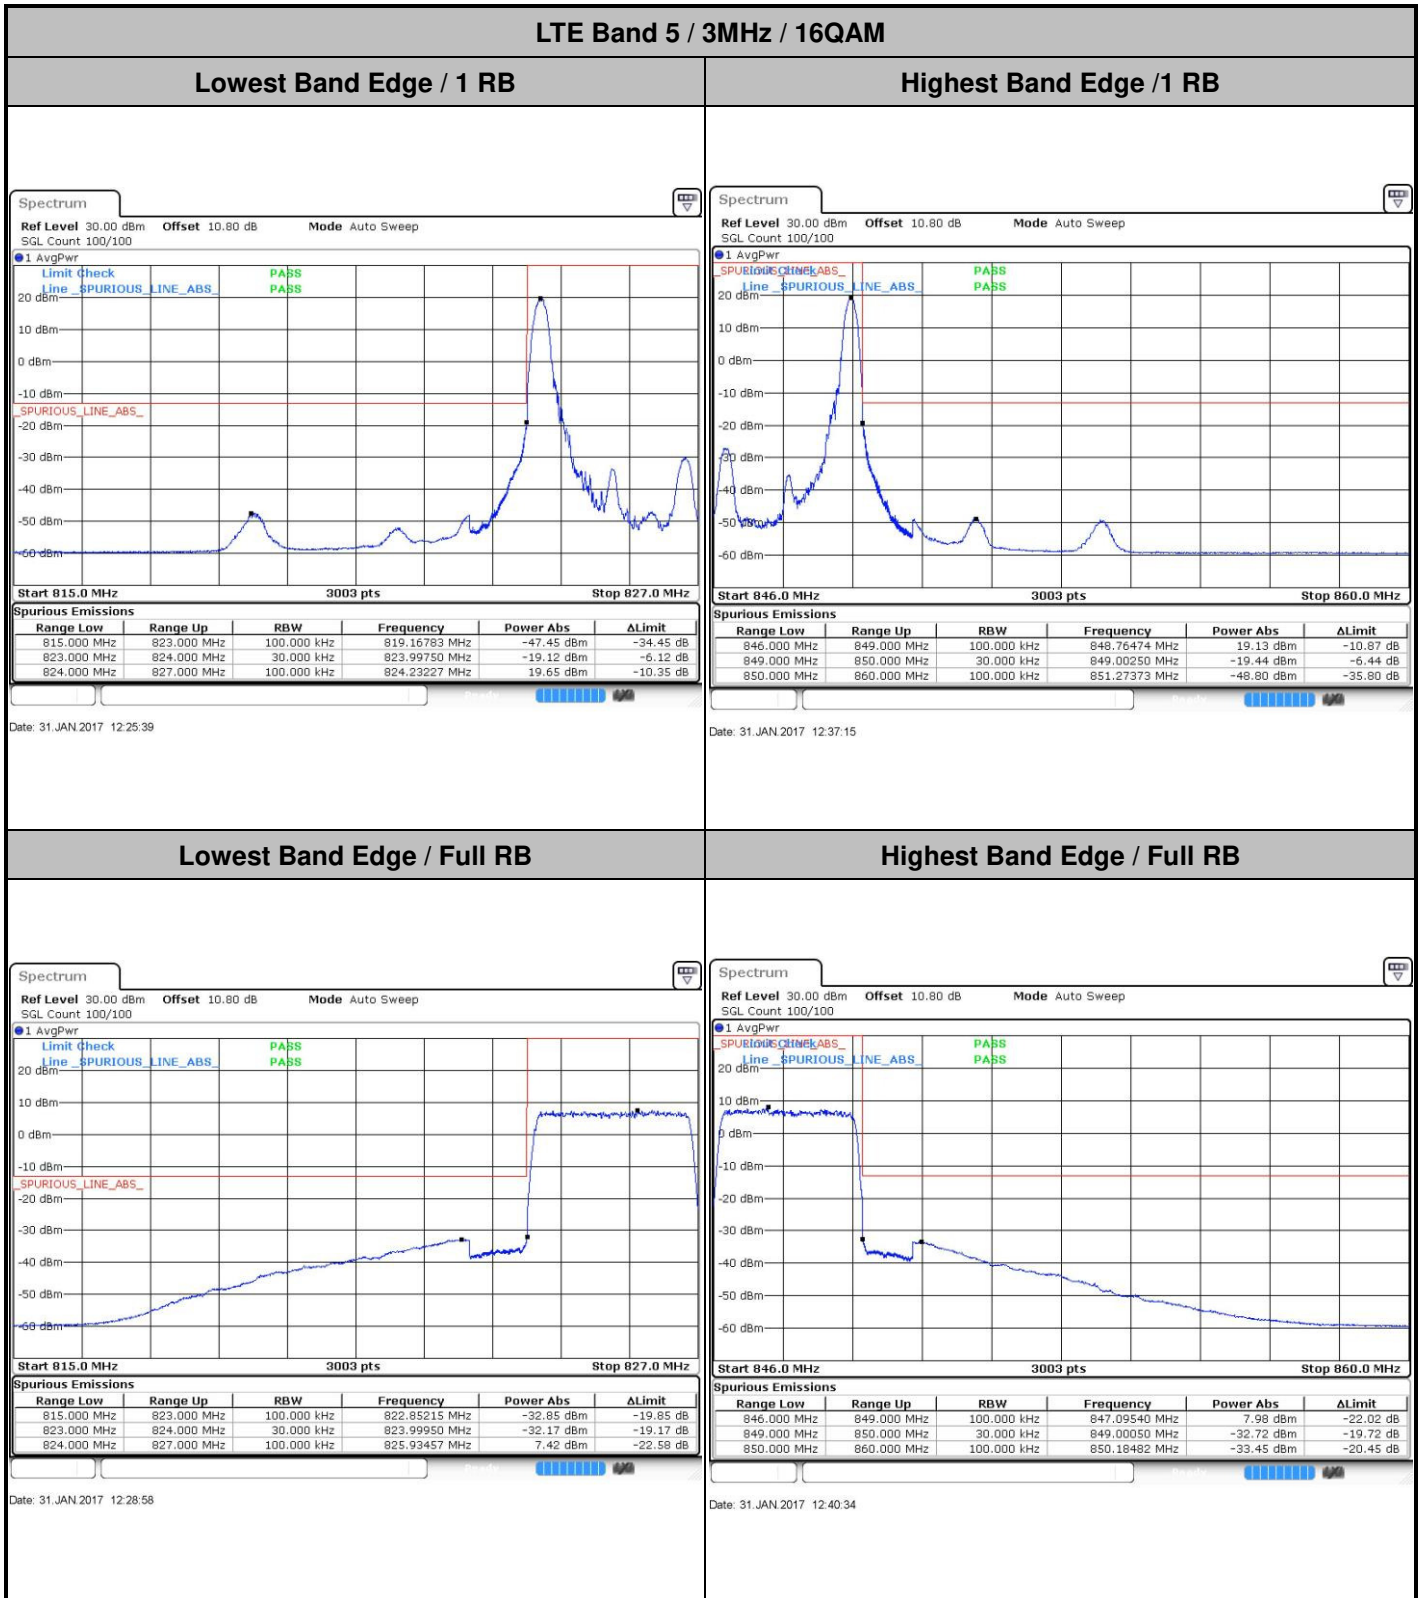 LTE Band 5 / 3MHz / 16QAM
Lowest Band Edge / 1 RB
Highest Band Edge /1 RB
Spectrum
Ref Level 30.00 dBm Offset 10.80 dB Mode Auto Sweep
SGL Count 100/100
1 AvgPwr
Limit Check PASS
Line _SPURIOUS_LINE_ABS_ PASS
20 dBm
10 dBm
0 dBm
-10 dBm
_SPURIOUS_LINE_ABS_
-20 dBm
-30 dBm
-40 dBm
-50 dBm
-60 dBm
Start 815.0 MHz 3003 pts Stop 827.0 MHz
Spurious Emissions
Range Low Range Up RBW Frequency Power Abs ΔLimit
815.000 MHz 823.000 MHz 100.000 kHz 819.16783 MHz -47.45 dBm -34.45 dB
823.000 MHz 824.000 MHz 30.000 kHz 823.99750 MHz -19.12 dBm -6.12 dB
824.000 MHz 827.000 MHz 100.000 kHz 824.23227 MHz 19.65 dBm -10.35 dB
Ready
Date: 31.JAN.2017 12:25:39
Spectrum
Ref Level 30.00 dBm Offset 10.80 dB Mode Auto Sweep
SGL Count 100/100
1 AvgPwr
_SPURIOUS_LINE_ABS_
Limit Check PASS
Line _SPURIOUS_LINE_ABS_ PASS
20 dBm
10 dBm
0 dBm
-10 dBm
-20 dBm
-30 dBm
-40 dBm
-50 dBm
-60 dBm
Start 846.0 MHz 3003 pts Stop 860.0 MHz
Spurious Emissions
Range Low Range Up RBW Frequency Power Abs ΔLimit
846.000 MHz 849.000 MHz 100.000 kHz 848.76474 MHz 19.13 dBm -10.87 dB
849.000 MHz 850.000 MHz 30.000 kHz 849.00250 MHz -19.44 dBm -6.44 dB
850.000 MHz 860.000 MHz 100.000 kHz 851.27373 MHz -48.80 dBm -35.80 dB
Ready
Date: 31.JAN.2017 12:37:15
Lowest Band Edge / Full RB
Highest Band Edge / Full RB
Spectrum
Ref Level 30.00 dBm Offset 10.80 dB Mode Auto Sweep
SGL Count 100/100
1 AvgPwr
Limit Check PASS
Line _SPURIOUS_LINE_ABS_ PASS
20 dBm
10 dBm
0 dBm
-10 dBm
_SPURIOUS_LINE_ABS_
-20 dBm
-30 dBm
-40 dBm
-50 dBm
-60 dBm
Start 815.0 MHz 3003 pts Stop 827.0 MHz
Spurious Emissions
Range Low Range Up RBW Frequency Power Abs ΔLimit
815.000 MHz 823.000 MHz 100.000 kHz 822.85215 MHz -32.85 dBm -19.85 dB
823.000 MHz 824.000 MHz 30.000 kHz 823.99950 MHz -32.17 dBm -19.17 dB
824.000 MHz 827.000 MHz 100.000 kHz 825.93457 MHz 7.42 dBm -22.58 dB
Ready
Date: 31.JAN.2017 12:28:58
Spectrum
Ref Level 30.00 dBm Offset 10.80 dB Mode Auto Sweep
SGL Count 100/100
1 AvgPwr
_SPURIOUS_LINE_ABS_
Limit Check PASS
Line _SPURIOUS_LINE_ABS_ PASS
20 dBm
10 dBm
0 dBm
-10 dBm
-20 dBm
-30 dBm
-40 dBm
-50 dBm
-60 dBm
Start 846.0 MHz 3003 pts Stop 860.0 MHz
Spurious Emissions
Range Low Range Up RBW Frequency Power Abs ΔLimit
846.000 MHz 849.000 MHz 100.000 kHz 847.09540 MHz 7.98 dBm -22.02 dB
849.000 MHz 850.000 MHz 30.000 kHz 849.00050 MHz -32.72 dBm -19.72 dB
850.000 MHz 860.000 MHz 100.000 kHz 850.18482 MHz -33.45 dBm -20.45 dB
Ready
Date: 31.JAN.2017 12:40:34